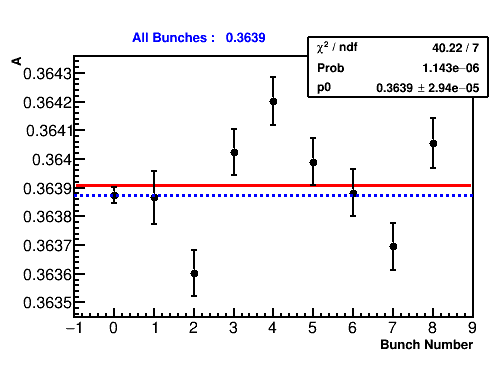 All Bunches :   0.3639
χ² / ndf   40.22 / 7
Prob   1.143e−06
p0   0.3639 ± 2.94e−05
A
0.3643
0.3642
0.3641
0.364
0.3639
0.3638
0.3637
0.3636
0.3635
−1 0 1 2 3 4 5 6 7 8 9
Bunch Number